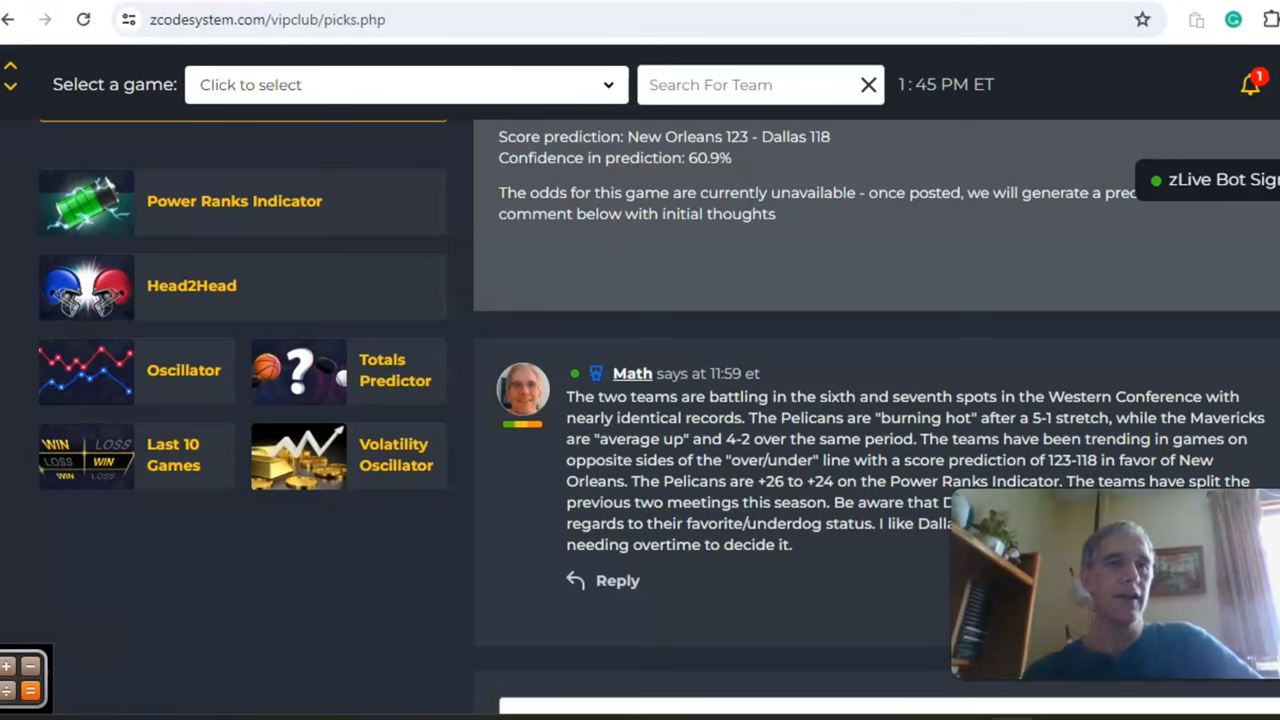 zcodesystem.com/vipclub/picks.php
Select a game:
Click to select
Search For Team
1:45 PM ET
1
Score prediction: New Orleans 123 - Dallas 118
Confidence in prediction: 60.9%
zLive Bot
The odds for this game are currently unavailable - once posted, we will generate a
comment below with initial thoughts
Power Ranks Indicator
Head2Head
Oscillator
Totals
Predictor
WIN LOSS
LOSS WIN
WIN LOSS
Last 10
Games
Volatility
Oscillator
Math says at 11:59 et
The two teams are battling in the sixth and seventh spots in the Western Conference with
nearly identical records. The Pelicans are "burning hot" after a 5-1 stretch, while the Mavericks
are "average up" and 4-2 over the same period. The teams have been trending in games on
opposite sides of the "over/under" line with a score prediction of 123-118 in favor of New
Orleans. The Pelicans are +26 to +24 on the Power Ranks Indicator. The teams have split the
previous two meetings this season. Be aware that
regards to their favorite/underdog status. I like
needing overtime to decide it.
Reply